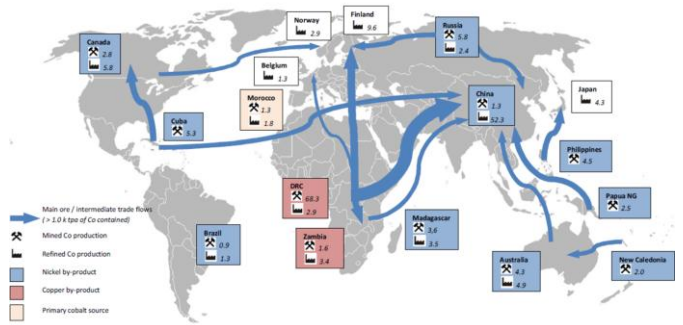 Canada
2.8
5.8
Norway
2.9
Finland
9.6
Russia
5.8
2.4
Belgium
1.3
Morocco
1.3
1.8
Cuba
5.3
China
1.3
52.3
Japan
4.3
Philippines
4.5
Papua NG
2.5
DRC
68.3
2.9
Zambia
1.6
3.4
Madagascar
3,6
3.5
Brazil
0.9
1.3
Australia
4.3
4.9
New Caledonia
2.0
Main ore / intermediate trade flows
( > 1.0 k tpa of Co contained)
Mined Co production
Refined Co production
Nickel by-product
Copper by-product
Primary cobalt source